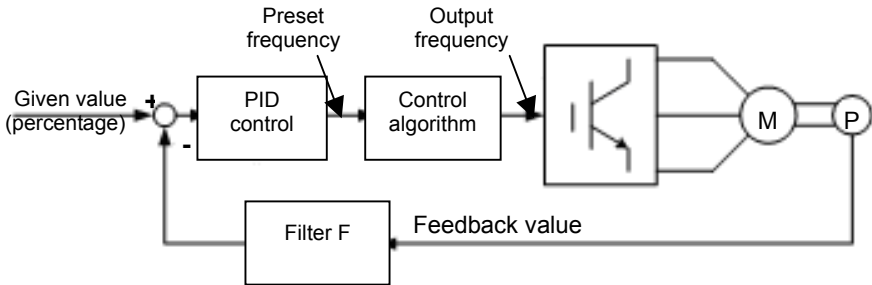 Preset
frequency
Output
frequency
Given value
(percentage)
+
-
PID
control
Control
algorithm
M
P
Filter F
Feedback value